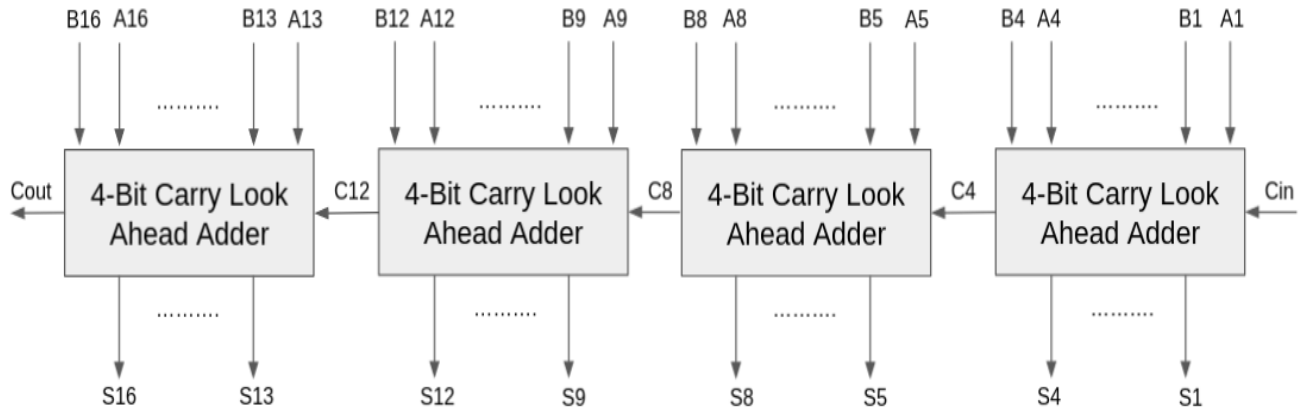 B16 A16 B13 A13 B12 A12 B9 A9 B8 A8 B5 A5 B4 A4 B1 A1
.......... .......... .......... ..........
Cout 4-Bit Carry Look Ahead Adder C12 4-Bit Carry Look Ahead Adder C8 4-Bit Carry Look Ahead Adder C4 4-Bit Carry Look Ahead Adder Cin
.......... .......... .......... ..........
S16 S13 S12 S9 S8 S5 S4 S1